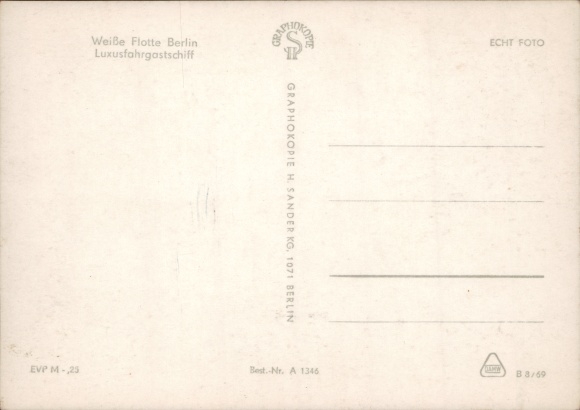 Weiße Flotte Berlin
Luxusfahrgastschiff
GRAPHOKOPIE
ECHT FOTO
GRAPHOKOPIE H. SANDER KG. 1071 BERLIN
EVP M -,25
Best.-Nr. A 1346
B 8/69